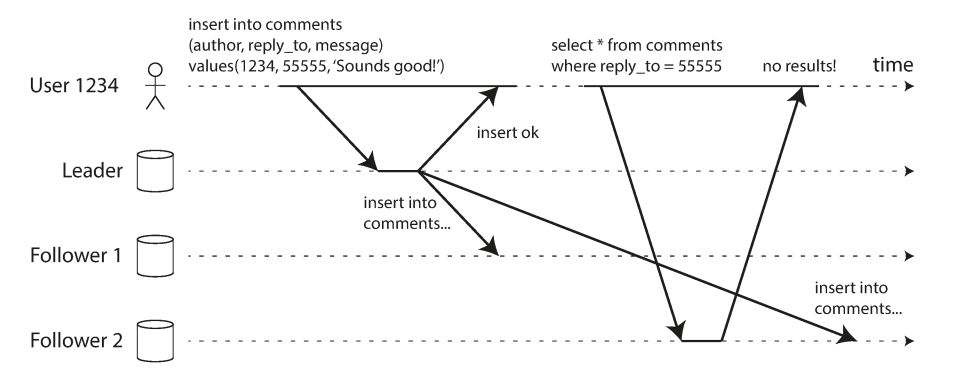 insert into comments
(author, reply_to, message)
values(1234, 55555, ‘Sounds good!’)
select * from comments
where reply_to = 55555
no results!
time
User 1234
insert ok
Leader
insert into
comments...
Follower 1
insert into
comments...
Follower 2